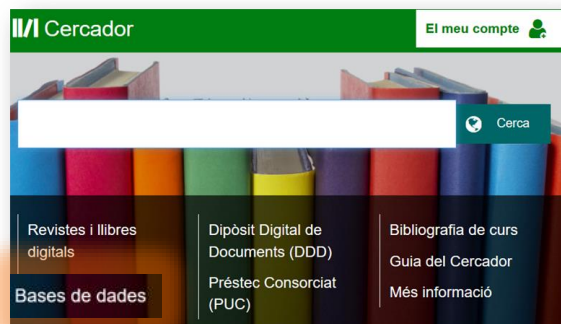 Cercador
El meu compte
Cerca
Revistes i llibres
digitals
Bases de dades
Dipòsit Digital de
Documents (DDD)
Préstec Consorciat
(PUC)
Bibliografia de curs
Guia del Cercador
Més informació